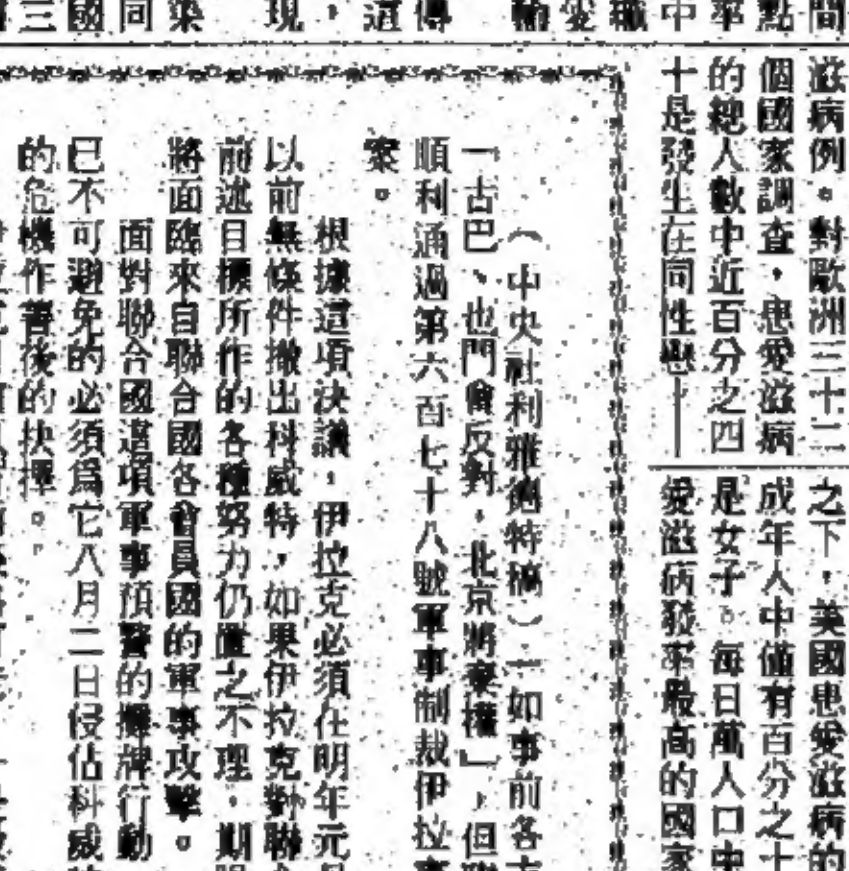 滋病例。對歐洲三十二
個國家調查,患愛滋病
的總人數中近百分之四
十是發生在同性戀——
之下,英國患愛滋病的
成年人中僅有百分之十
是女子。每日萬人口中
愛滋病發率最高的國家
(中央社利雅德特稿)一如事前各
「古巴、也門會反對,北京將棄權」,但
順利通過第六百七十八號軍事制裁伊拉
案。
根據這項決議,伊拉克必須在明年元
以前無條件撤出科威特,如果伊拉克對聯
前述目標所作的各種努力仍置之不理,期
將面臨來自聯合國各會員國的軍事攻擊。
面對聯合國這項軍事預警的攤牌行動
已不可避免的必須爲它八月二日侵佔科威
的危機作善後的抉擇。